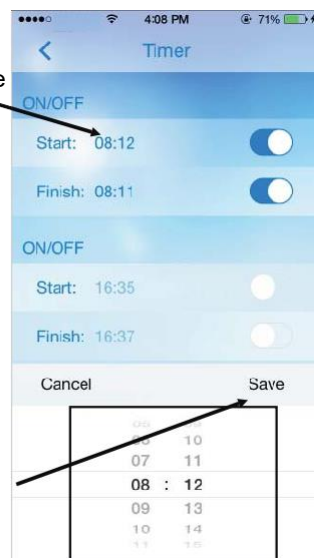 4:08 PM 71%
Timer
e
ON/OFF
Start: 08:12
Finish: 08:11
ON/OFF
Start: 16:35
Finish: 16:37
Cancel Save
10
07 11
08 : 12
09 13
10 14